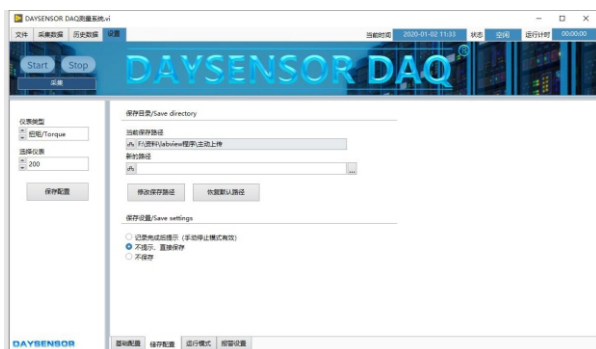 DAYSENSOR DAQ测量系统.vi
文件 采集数据 历史数据 设置
当前时间 2020-01-02 11:33 状态 空闲 运行计时 00:00:00
Start Stop
采集
DAYSENSOR DAQ®
仪表类型
扭矩/Torque
选择仪表
200
保存配置
保存目录/Save directory
当前保存路径
F:\资料\labview程序\主动上传
新的路径
...
修改保存路径 恢复默认路径
保存设置/Save settings
记录完成后提示（手动停止模式有效）
不提示，直接保存
不保存
DAYSENSOR
基础配置 储存配置 运行模式 报警设置